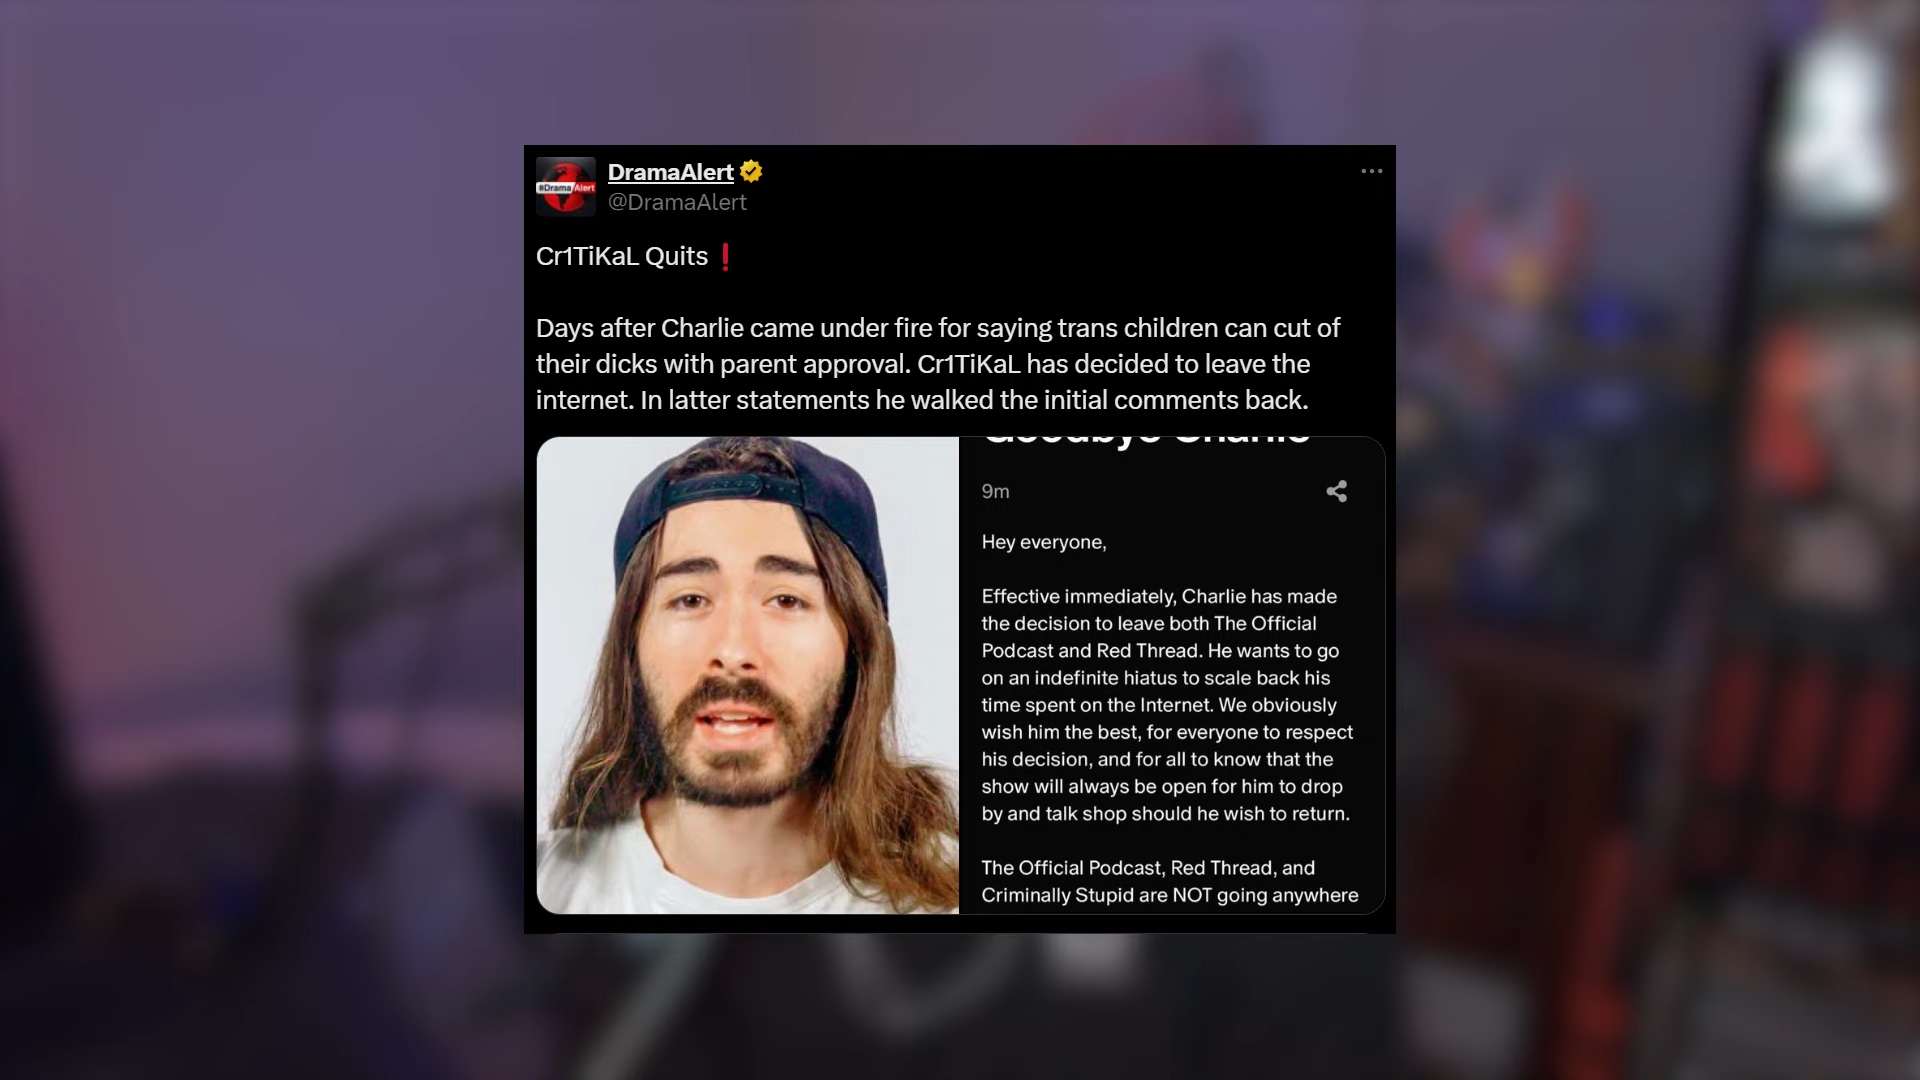 #Drama Alert
DramaAlert
@DramaAlert
Cr1TiKaL Quits❗
Days after Charlie came under fire for saying trans children can cut of
their dicks with parent approval. Cr1TiKaL has decided to leave the
internet. In latter statements he walked the initial comments back.
Goodbye Charlie
9m
Hey everyone,
Effective immediately, Charlie has made
the decision to leave both The Official
Podcast and Red Thread. He wants to go
on an indefinite hiatus to scale back his
time spent on the Internet. We obviously
wish him the best, for everyone to respect
his decision, and for all to know that the
show will always be open for him to drop
by and talk shop should he wish to return.
The Official Podcast, Red Thread, and
Criminally Stupid are NOT going anywhere